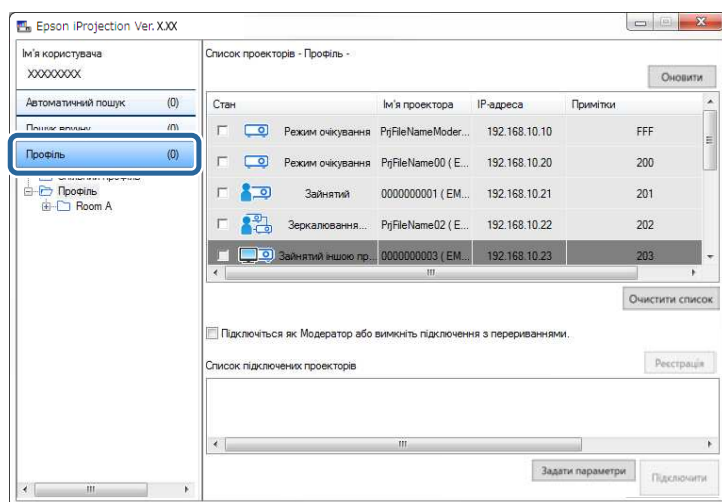 Epson iProjection Ver. X.XX
Ім'я користувача
XXXXXXXX
Автоматичний пошук (0)
Пошук вручну (0)
Профіль (0)
Спільний профіль
Профіль
Room A
Список проекторів - Профіль -
Оновити
Стан Ім'я проектора IP-адреса Примітки
Режим очікування PrjFileNameModer... 192.168.10.10 FFF
Режим очікування PrjFileName00 ( E... 192.168.10.20 200
Зайнятий 0000000001 ( EM... 192.168.10.21 201
Зеркалювання... PrjFileName02 ( E... 192.168.10.22 202
Зайнятий іншою пр... 0000000003 ( EM... 192.168.10.23 203
Очистити список
Підключіться як Модератор або вимкніть підключення з перериваннями.
Список підключених проекторів
Реєстрація
Задати параметри
Підключити